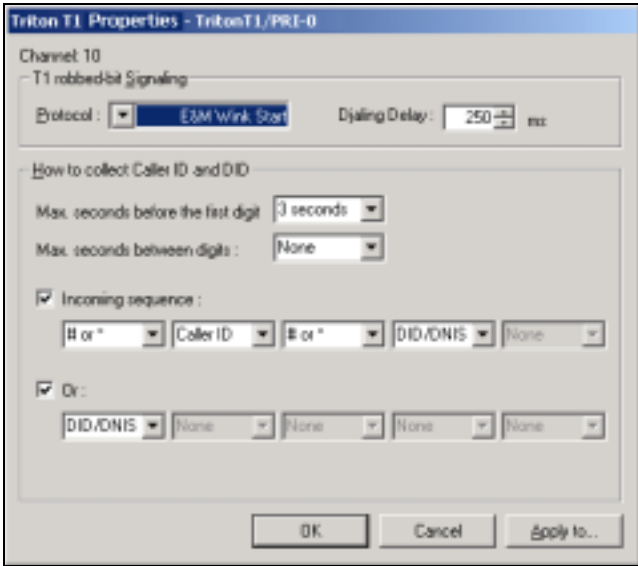 Triton T1 Properties - TritonT1/PRI-0
Channel: 10
T1 robbed-bit Signaling
Protocol : E&M Wink Start Dialing Delay : 250 ms
How to collect Caller ID and DID
Max. seconds before the first digit 3 seconds
Max. seconds between digits : None
Incoming sequence :
# or * Caller ID # or * DID/DNIS None
Or :
DID/DNIS None None None None
OK Cancel Apply to...